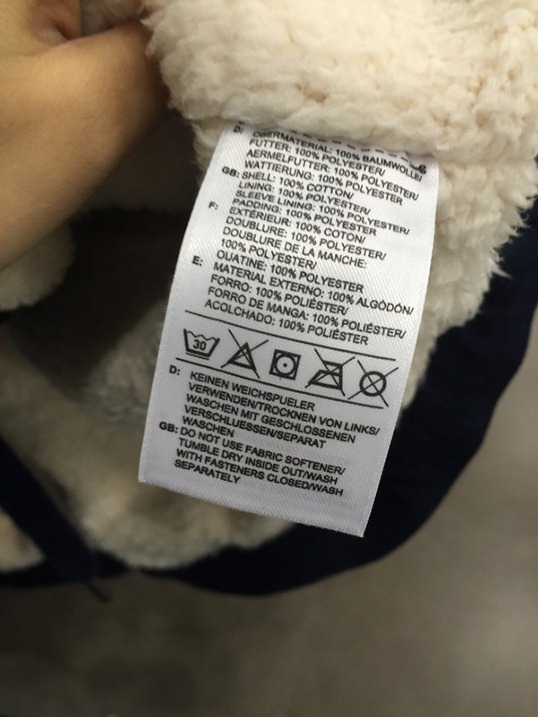 D: OBERMATERIAL: 100% BAUMWOLLE/
FUTTER: 100% POLYESTER/
AERMELFUTTER: 100% POLYESTER/
WATTIERUNG: 100% POLYESTER
GB: SHELL: 100% COTTON/
LINING: 100% POLYESTER/
SLEEVE LINING: 100% POLYESTER/
PADDING: 100% POLYESTER
F: EXTÉRIEUR: 100% COTON/
DOUBLURE: 100% POLYESTER/
DOUBLURE DE LA MANCHE:
100% POLYESTER/
OUATINE: 100% POLYESTER
E: MATERIAL EXTERNO: 100% ALGODÓN/
FORRO: 100% POLIÉSTER/
FORRO DE MANGA: 100% POLIÉSTER/
ACOLCHADO: 100% POLIÉSTER
30
D: KEINEN WEICHSPUELER
VERWENDEN/TROCKNEN VON LINKS/
WASCHEN MIT GESCHLOSSENEN
VERSCHLUESSEN/SEPARAT
WASCHEN
GB: DO NOT USE FABRIC SOFTENER/
TUMBLE DRY INSIDE OUT/WASH
WITH FASTENERS CLOSED/WASH
SEPARATELY